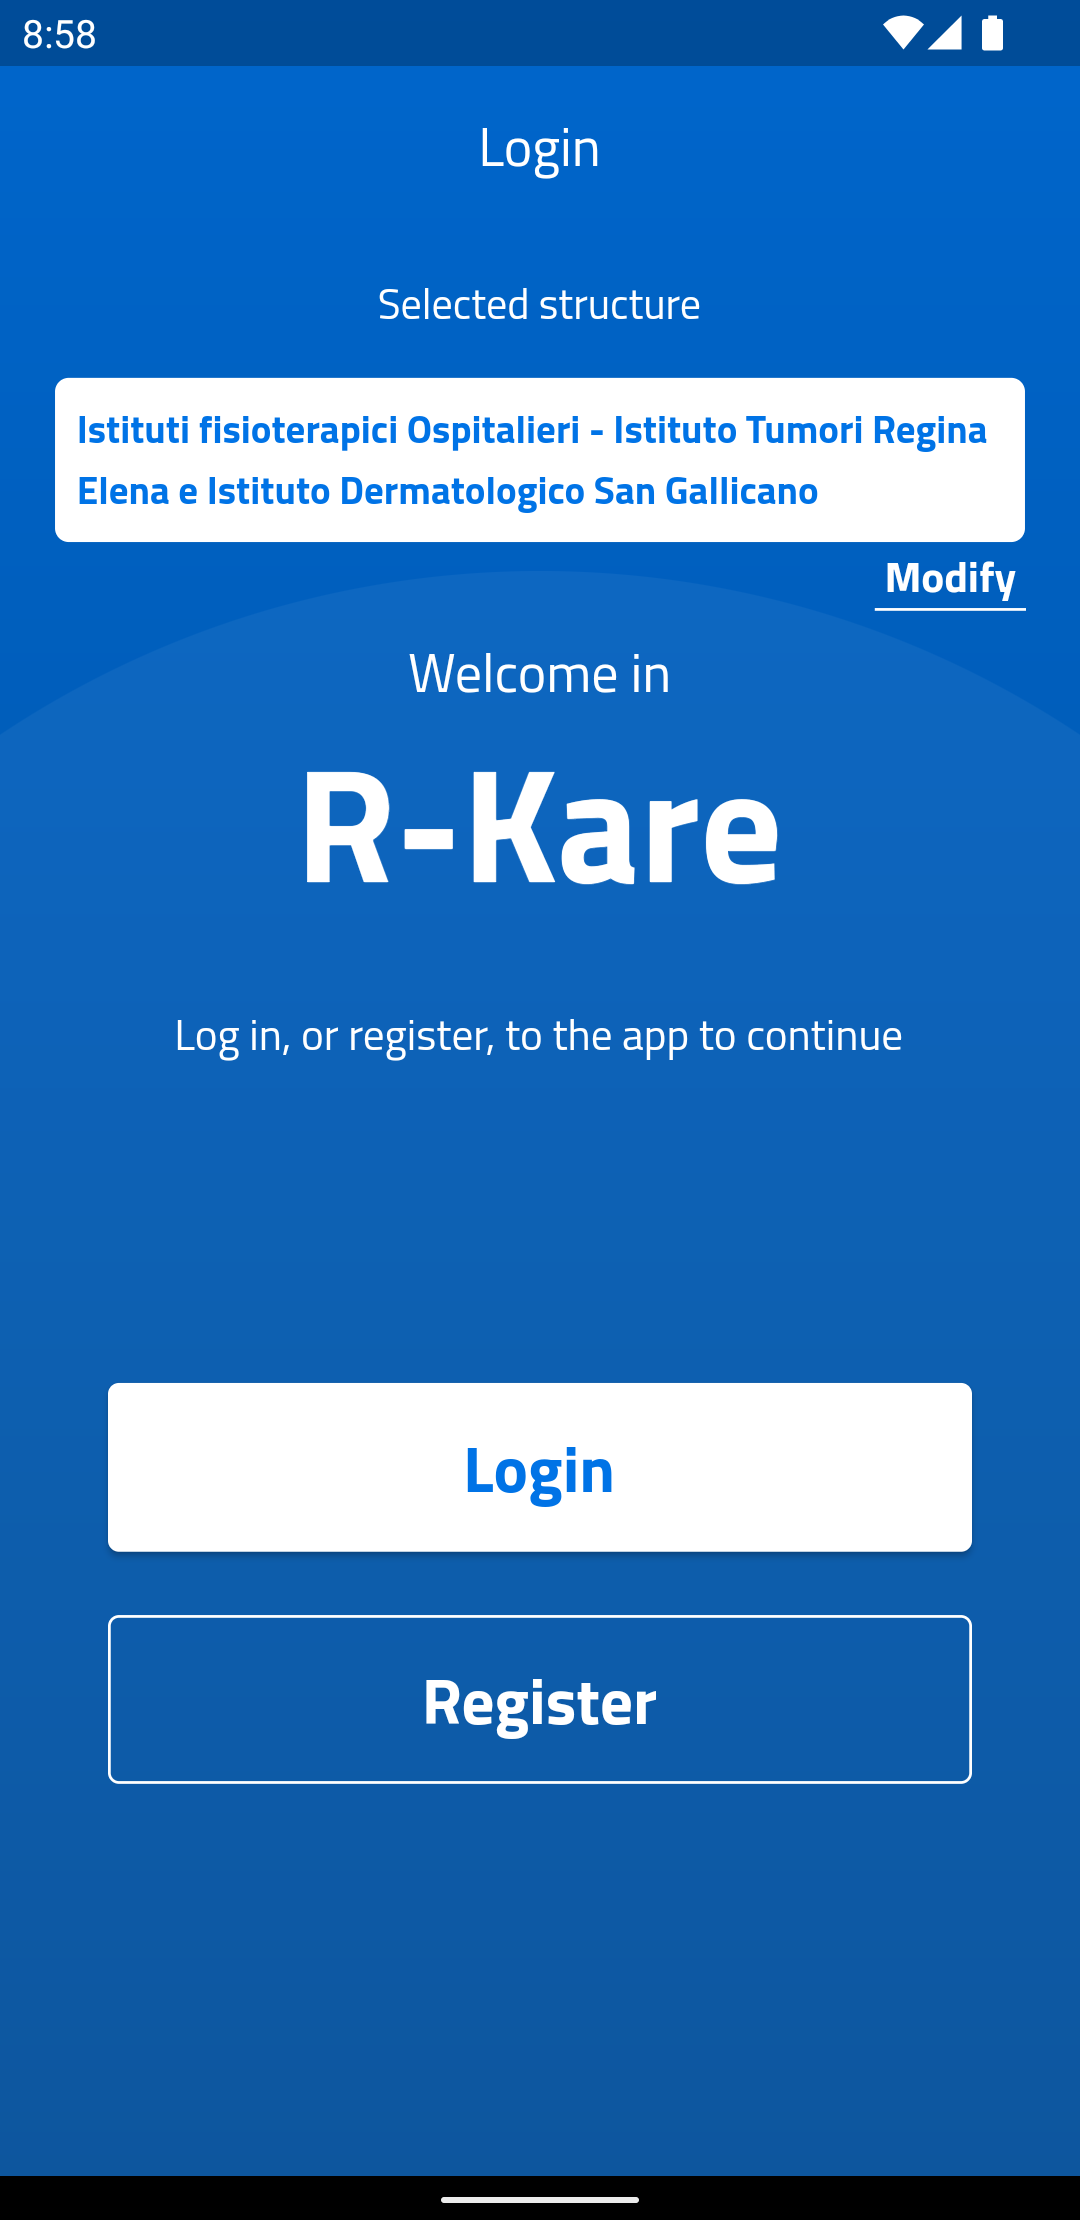 8:58
Login
Selected structure
Istituti fisioterapici Ospitalieri - Istituto Tumori Regina
Elena e Istituto Dermatologico San Gallicano
Modify
Welcome in
R-Kare
Log in, or register, to the app to continue
Login
Register